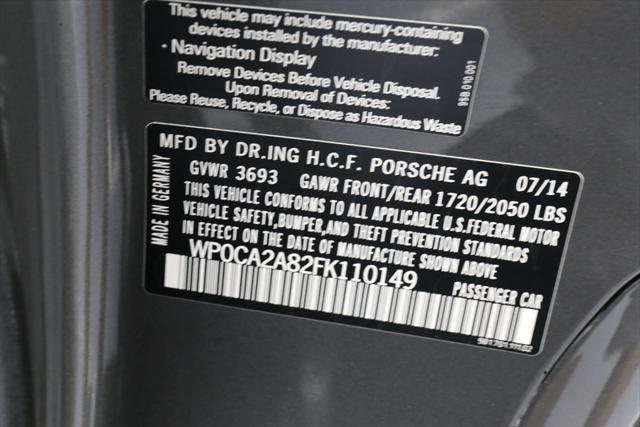 This vehicle may include mercury-containing
devices installed by the manufacturer:
· Navigation Display
Remove Devices Before Vehicle Disposal.
Upon Removal of Devices:
Please Reuse, Recycle, or Dispose as Hazardous Waste
958.010.001
MADE IN GERMANY
MFD BY DR.ING H.C.F. PORSCHE AG 07/14
GVWR 3693 GAWR FRONT/REAR 1720/2050 LBS
THIS VEHICLE CONFORMS TO ALL APPLICABLE U.S.FEDERAL MOTOR
VEHICLE SAFETY,BUMPER,AND THEFT PREVENTION STANDARDS
IN EFFECT ON THE DATE OF MANUFACTURE SHOWN ABOVE
WP0CA2A82FK110149 PASSENGER CAR